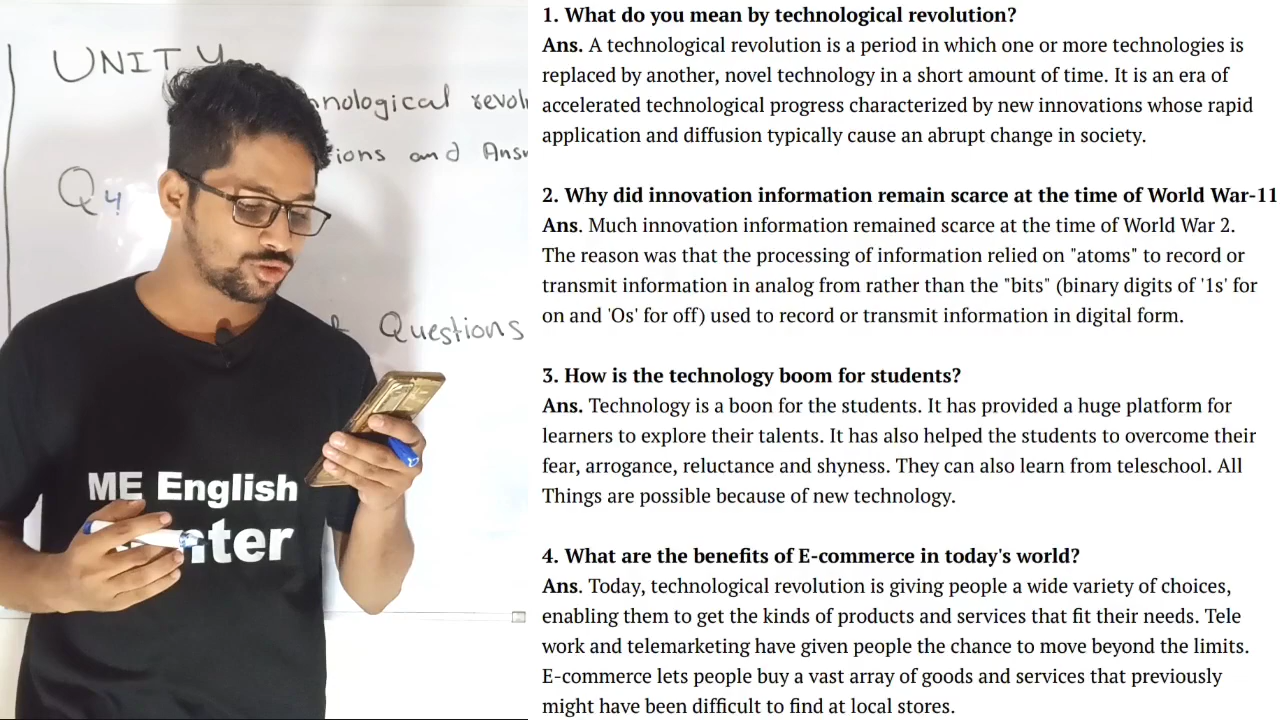 UNIT 4
nological revolu
ions and Answ
Q4
Questions
ME English
nter
1. What do you mean by technological revolution?
Ans. A technological revolution is a period in which one or more technologies is
replaced by another, novel technology in a short amount of time. It is an era of
accelerated technological progress characterized by new innovations whose rapid
application and diffusion typically cause an abrupt change in society.
2. Why did innovation information remain scarce at the time of World War-11
Ans. Much innovation information remained scarce at the time of World War 2.
The reason was that the processing of information relied on "atoms" to record or
transmit information in analog from rather than the "bits" (binary digits of '1s' for
on and 'Os' for off) used to record or transmit information in digital form.
3. How is the technology boom for students?
Ans. Technology is a boon for the students. It has provided a huge platform for
learners to explore their talents. It has also helped the students to overcome their
fear, arrogance, reluctance and shyness. They can also learn from teleschool. All
Things are possible because of new technology.
4. What are the benefits of E-commerce in today's world?
Ans. Today, technological revolution is giving people a wide variety of choices,
enabling them to get the kinds of products and services that fit their needs. Tele
work and telemarketing have given people the chance to move beyond the limits.
E-commerce lets people buy a vast array of goods and services that previously
might have been difficult to find at local stores.